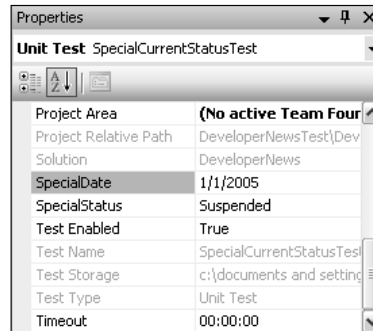 Properties
Unit Test SpecialCurrentStatusTest
Project Area (No active Team Four
Project Relative Path DeveloperNewsTest\Dev
Solution DeveloperNews
SpecialDate 1/1/2005
SpecialStatus Suspended
Test Enabled True
Test Name SpecialCurrentStatusTest
Test Storage c:\documents and setting
Test Type Unit Test
Timeout 00:00:00